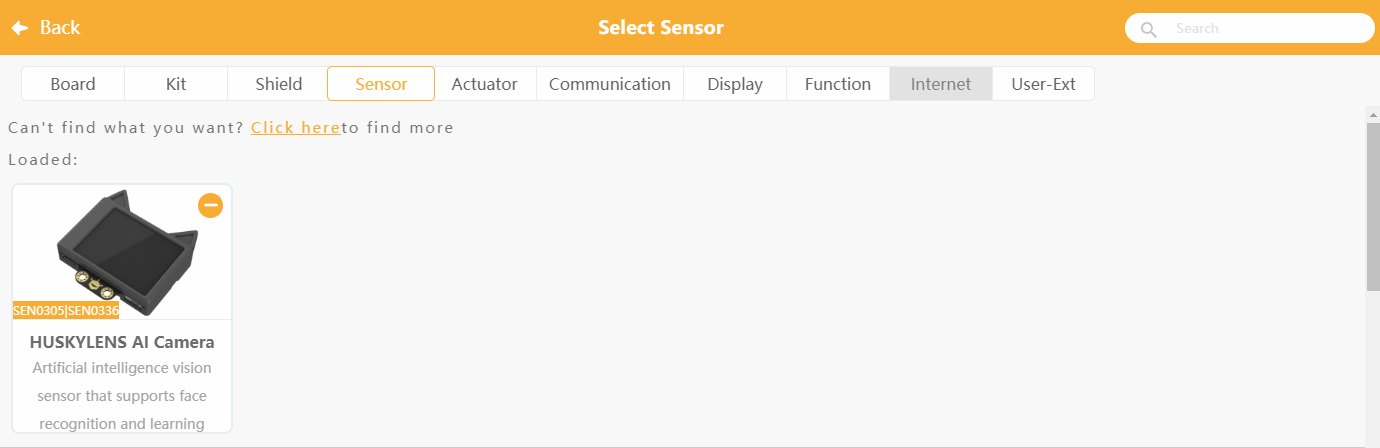 Back
Select Sensor
Search
Board Kit Shield Sensor Actuator Communication Display Function Internet User-Ext
Can't find what you want? Click hereto find more
Loaded:
SEN0305|SEN0336
HUSKYLENS AI Camera
Artificial intelligence vision
sensor that supports face
recognition and learning